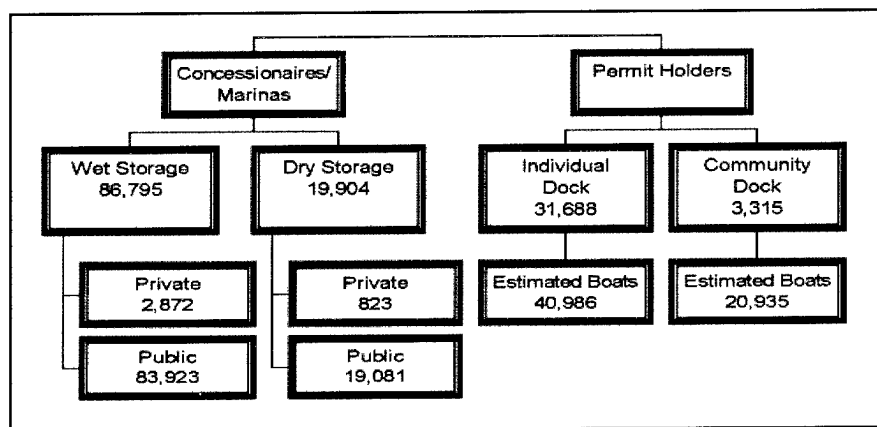 Concessionaires/
Marinas
Permit Holders
Wet Storage
86,795
Dry Storage
19,904
Individual
Dock
31,688
Community
Dock
3,315
Private
2,872
Private
823
Estimated Boats
40,986
Estimated Boats
20,935
Public
83,923
Public
19,081